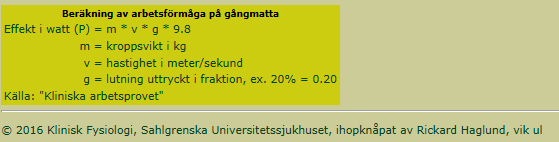 Beräkning av arbetsförmåga på gångmatta
Effekt i watt (P) = m * v * g * 9.8
m = kroppsvikt i kg
v = hastighet i meter/sekund
g = lutning uttryckt i fraktion, ex. 20% = 0.20
Källa: "Kliniska arbetsprovet"
© 2016 Klinisk Fysiologi, Sahlgrenska Universitetssjukhuset, ihopknåpat av Rickard Haglund, vik ul